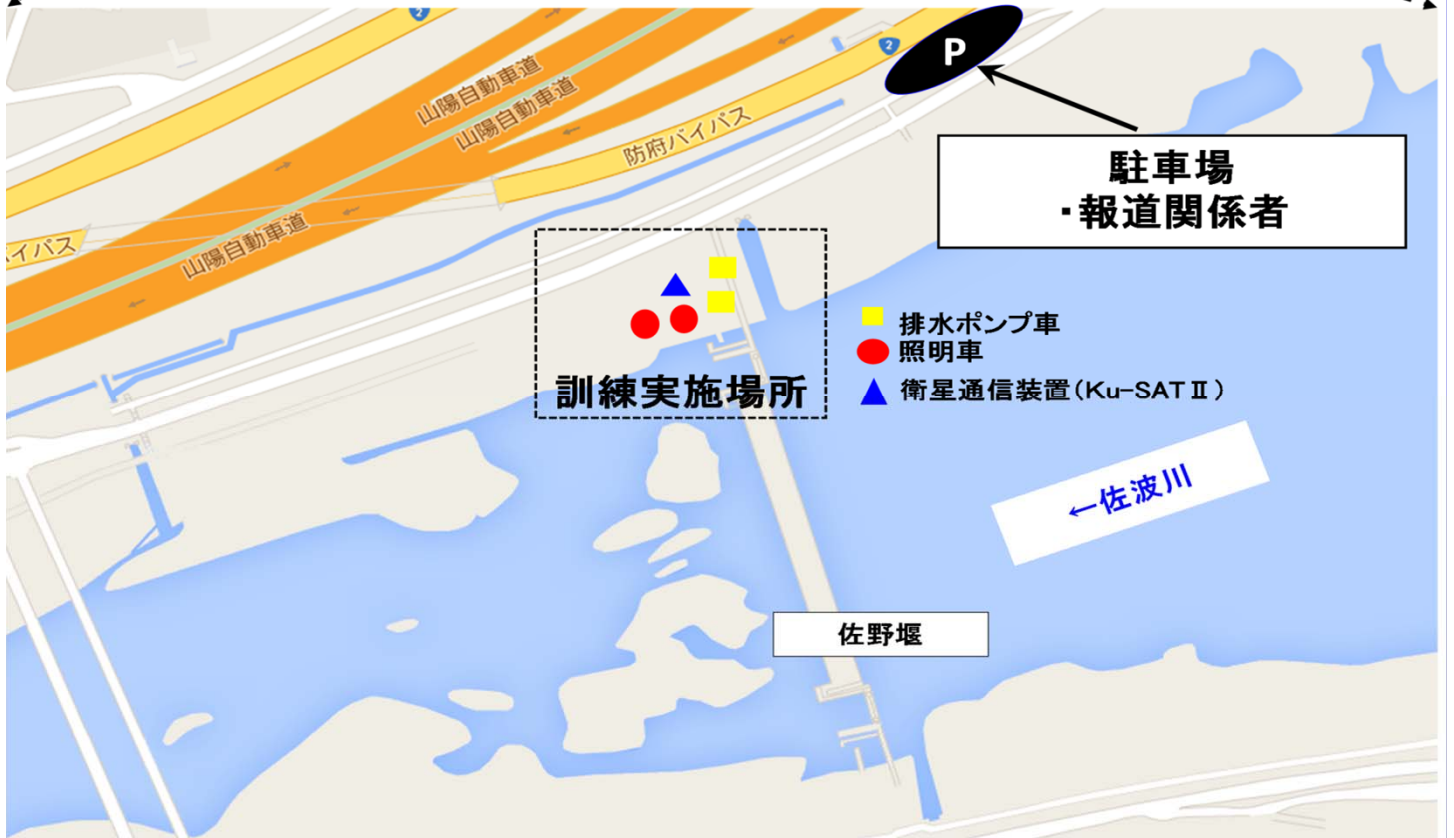 2
2
P
山陽自動車道
山陽自動車道
防府バイパス
駐車場
・報道関係者
イパス
山陽自動車道
排水ポンプ車
照明車
訓練実施場所
衛星通信装置(Ku-SATⅡ)
←佐波川
佐野堰